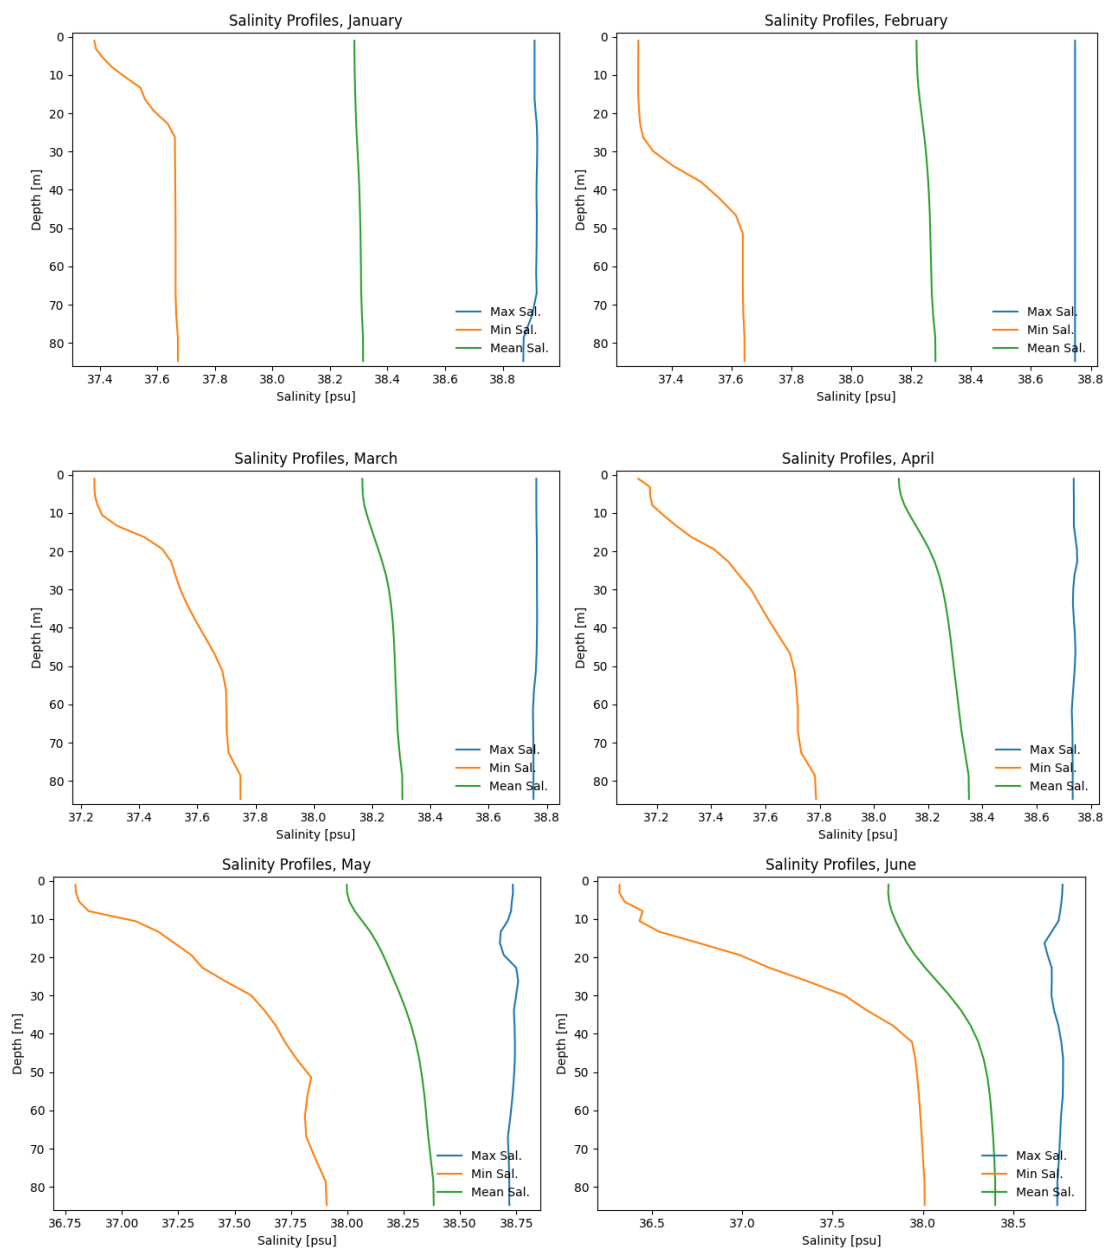 Salinity Profiles, January
0
10
20
30
40
50
60
70
80
Depth [m]
Max Sal.
Min Sal.
Mean Sal.
37.4 37.6 37.8 38.0 38.2 38.4 38.6 38.8
Salinity [psu]
Salinity Profiles, February
0
10
20
30
40
50
60
70
80
Depth [m]
Max Sal.
Min Sal.
Mean Sal.
37.4 37.6 37.8 38.0 38.2 38.4 38.6 38.8
Salinity [psu]
Salinity Profiles, March
0
10
20
30
40
50
60
70
80
Depth [m]
Max Sal.
Min Sal.
Mean Sal.
37.2 37.4 37.6 37.8 38.0 38.2 38.4 38.6 38.8
Salinity [psu]
Salinity Profiles, April
0
10
20
30
40
50
60
70
80
Depth [m]
Max Sal.
Min Sal.
Mean Sal.
37.2 37.4 37.6 37.8 38.0 38.2 38.4 38.6 38.8
Salinity [psu]
Salinity Profiles, May
0
10
20
30
40
50
60
70
80
Depth [m]
Max Sal.
Min Sal.
Mean Sal.
36.75 37.00 37.25 37.50 37.75 38.00 38.25 38.50 38.75
Salinity [psu]
Salinity Profiles, June
0
10
20
30
40
50
60
70
80
Depth [m]
Max Sal.
Min Sal.
Mean Sal.
36.5 37.0 37.5 38.0 38.5
Salinity [psu]